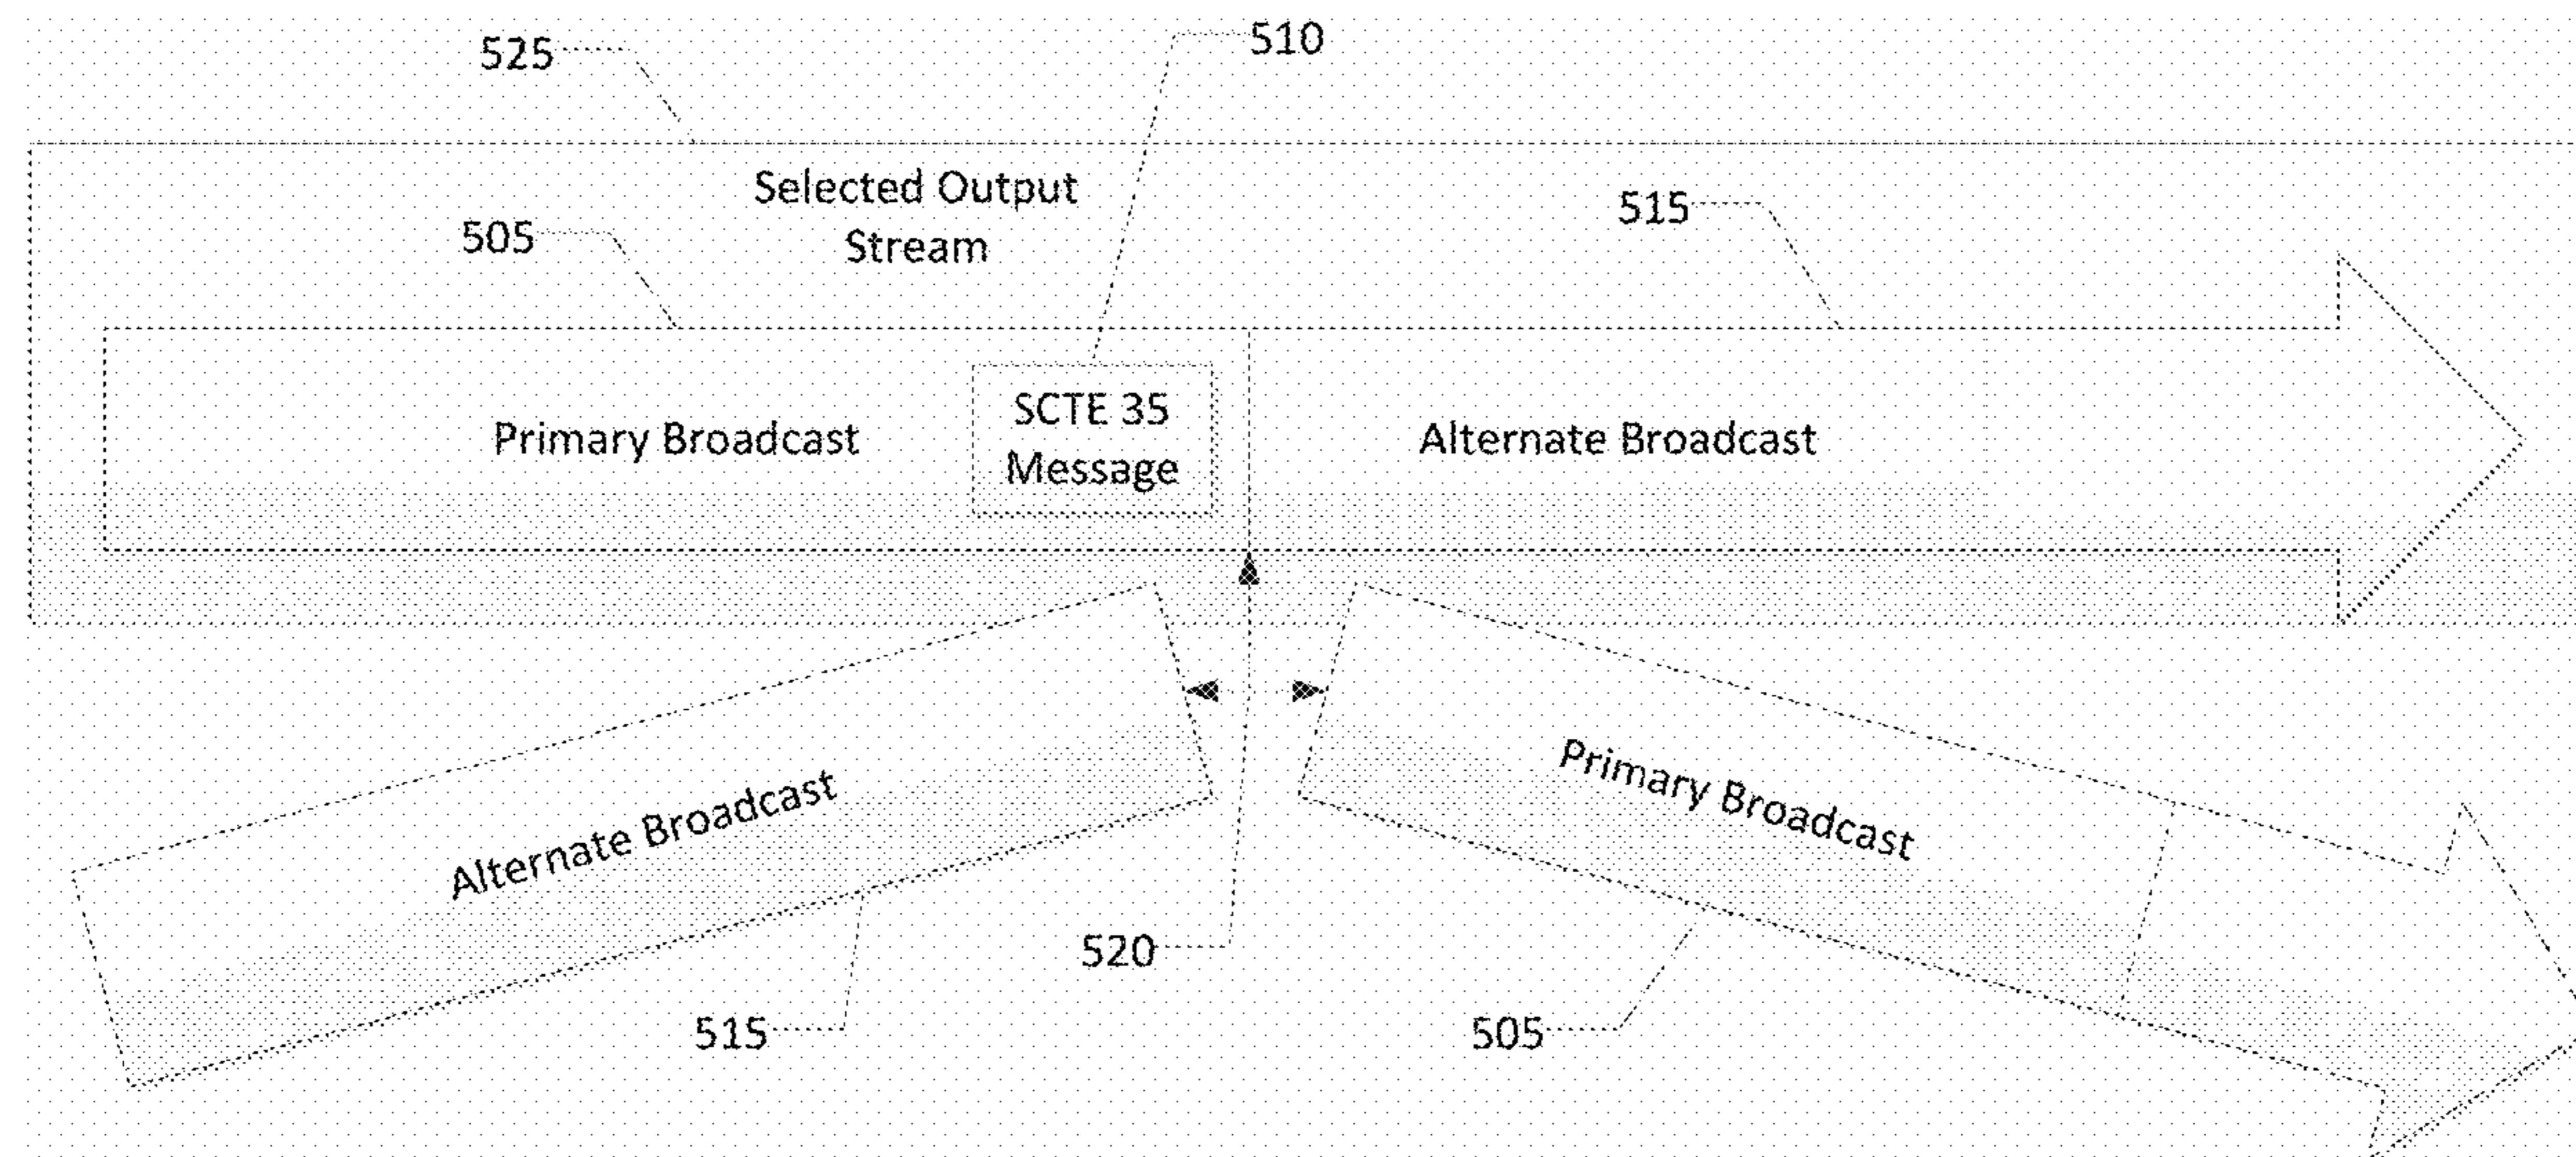 525
510
Selected Output
Stream
505
515
Primary Broadcast
SCTE 35
Message
Alternate Broadcast
Alternate Broadcast
Primary Broadcast
520
515
505